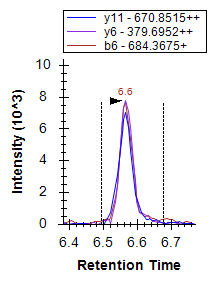 y11 - 670.8515++
y6 - 379.6952++
b6 - 684.3675+
10
8
6
4
2
0
6.6
6.4 6.5 6.6 6.7
Intensity (10^3)
Retention Time